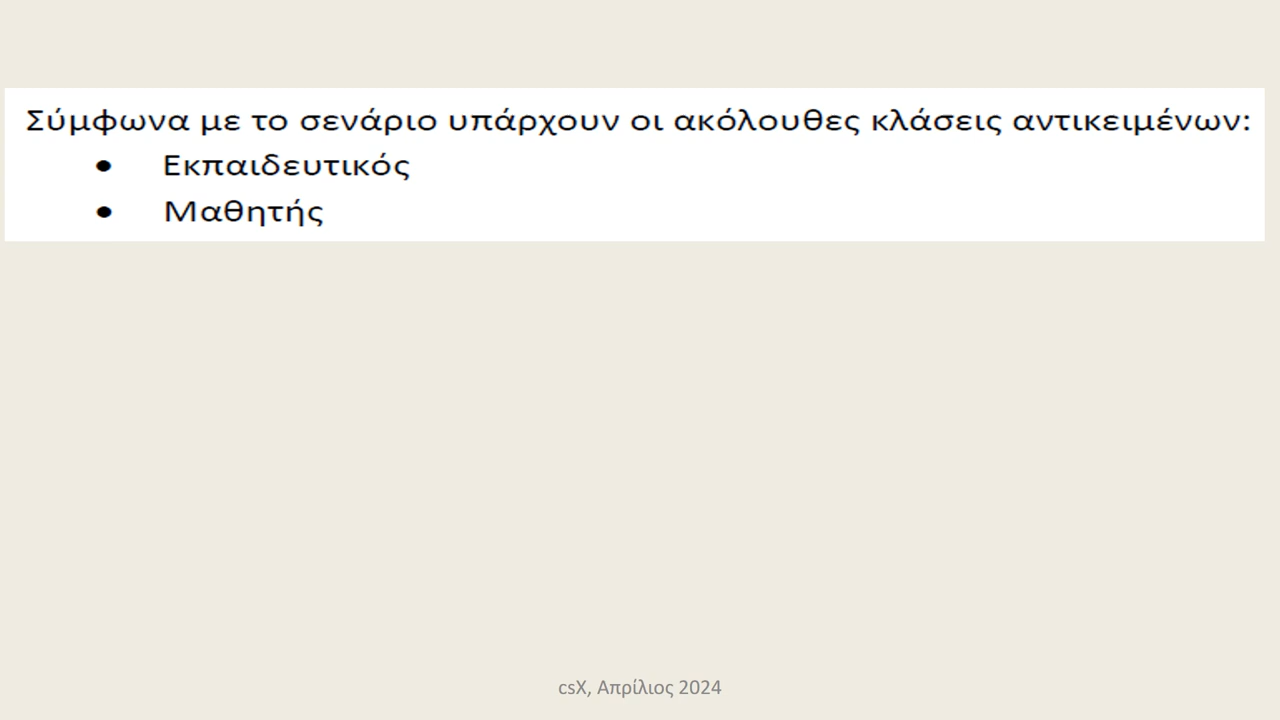 Σύμφωνα με το σενάριο υπάρχουν οι ακόλουθες κλάσεις αντικειμένων:
• Εκπαιδευτικός
• Μαθητής
csX, Απρίλιος 2024